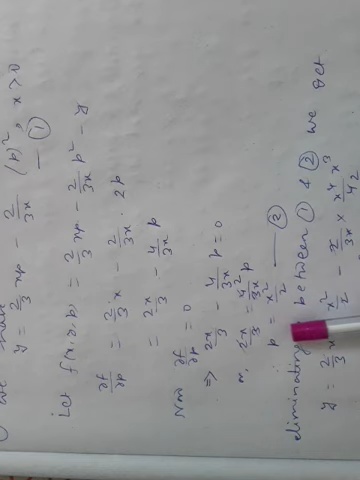 we have
y = 2/3 xp - 2/3x (p)², x > 0
— ①
Let f(x, y, p) = 2/3 xp - 2/3x p² - y
∂f/∂p = 2/3 x - 2/3x · 2p
= 2x/3 - 4/3x p
Now ∂f/∂p = 0
⇒ 2x/3 - 4/3x p = 0
or, 2x/3 = 4/3x p
p = x²/2 — ②
eliminating p between ① & ② we get
y = 2/3 x x²/2 - 2/3x × x⁴/4